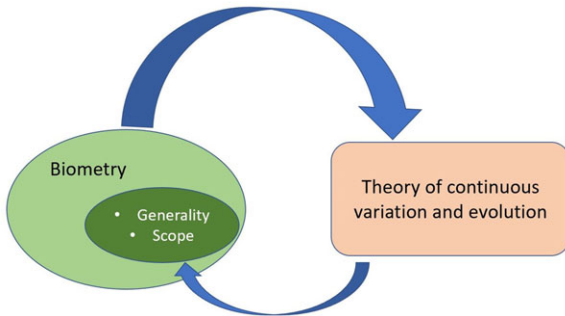 Biometry
• Generality
• Scope
Theory of continuous
variation and evolution